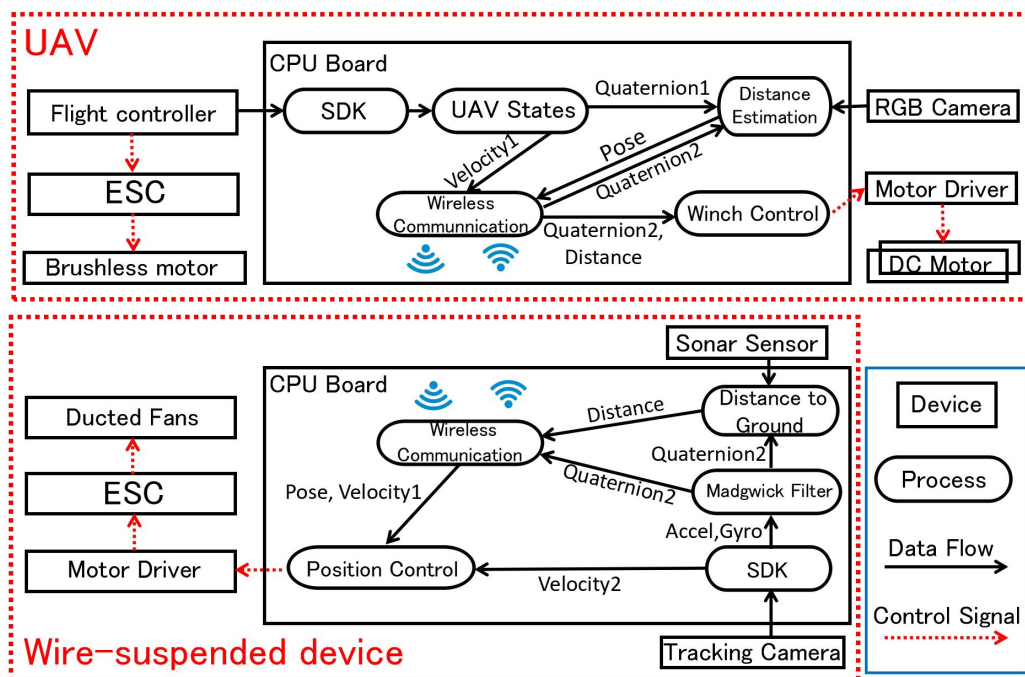 UAV
CPU Board
Flight controller
SDK
UAV States
Quaternion1
Distance
Estimation
RGB Camera
Velocity1
Pose
Quaternion2
ESC
Wireless
Communnication
Winch Control
Motor Driver
Quaternion2,
Distance
Brushless motor
DC Motor
Sonar Sensor
CPU Board
Ducted Fans
Wireless
Communication
Distance
Distance to
Ground
Quaternion2
Quaternion2
Madgwick Filter
ESC
Pose, Velocity1
Accel,Gyro
Motor Driver
Position Control
Velocity2
SDK
Wire-suspended device
Tracking Camera
Device
Process
Data Flow
Control Signal